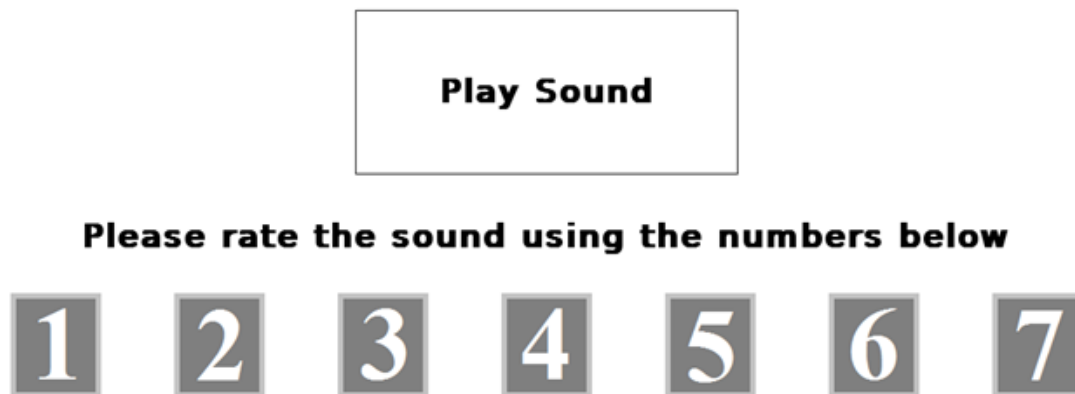 Play Sound
Please rate the sound using the numbers below
1 2 3 4 5 6 7